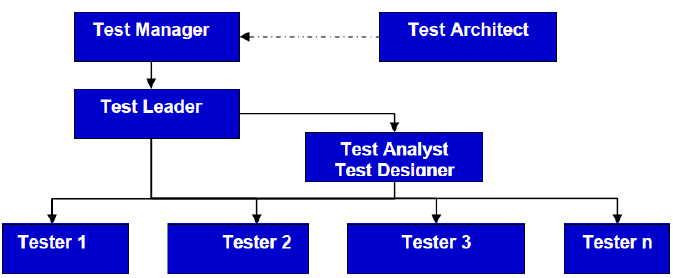 Test Manager
Test Architect
Test Leader
Test Analyst
Test Designer
Tester 1
Tester 2
Tester 3
Tester n